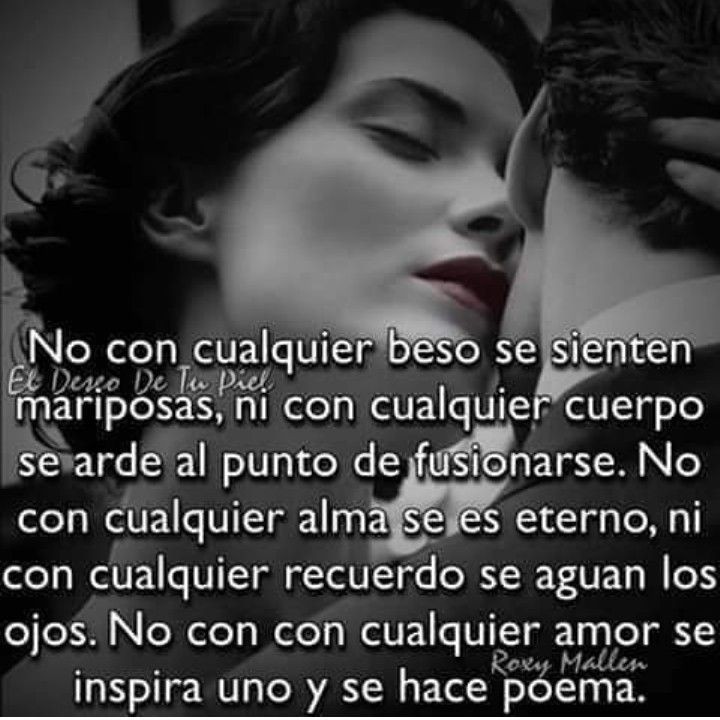 No con cualquier beso se sienten
El Deseo De Tu Piel
mariposas, ni con cualquier cuerpo
se arde al punto de fusionarse. No
con cualquier alma se es eterno, ni
con cualquier recuerdo se aguan los
ojos. No con con cualquier amor se
Roxy Mallen
inspira uno y se hace poema.